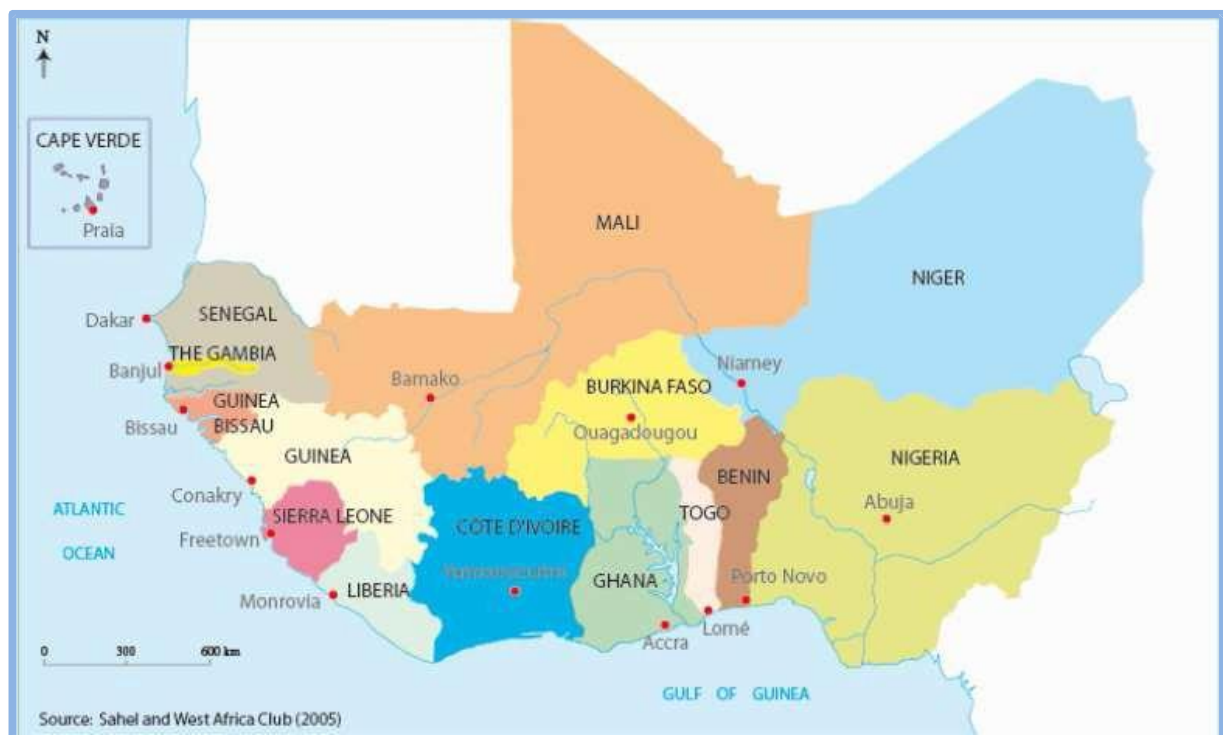 N
CAPE VERDE
Praia
MALI
NIGER
SENEGAL
Dakar
THE GAMBIA
Banjul
Niamey
Bamako
BURKINA FASO
GUINEA
BISSAU
Bissau
Ouagadougou
GUINEA
NIGERIA
BENIN
Conakry
Abuja
ATLANTIC
OCEAN
SIERRA LEONE
TOGO
CÔTE D'IVOIRE
Freetown
GHANA
Yamoussoukro
Porto Novo
LIBERIA
Monrovia
Lomé
Accra
0 300 600 km
GULF OF GUINEA
Source: Sahel and West Africa Club (2005)